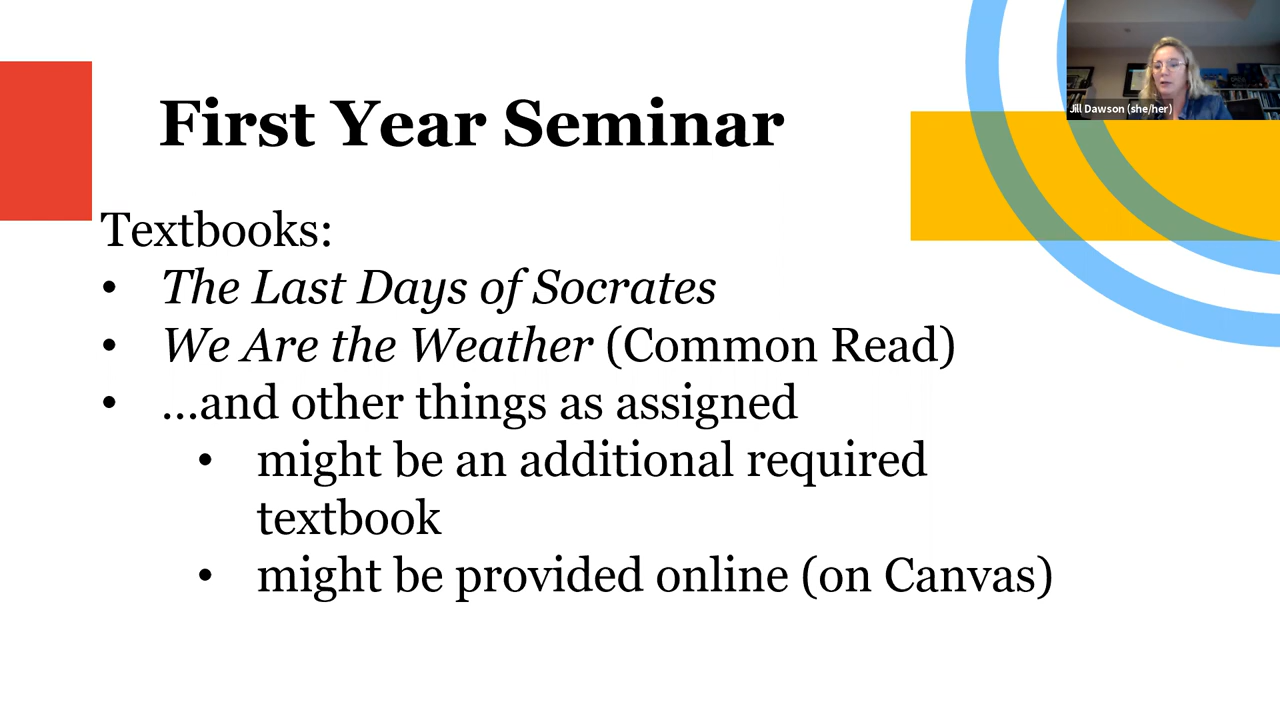 Jill Dawson (she/her)
First Year Seminar
Textbooks:
• The Last Days of Socrates
• We Are the Weather (Common Read)
• …and other things as assigned
• might be an additional required
textbook
• might be provided online (on Canvas)